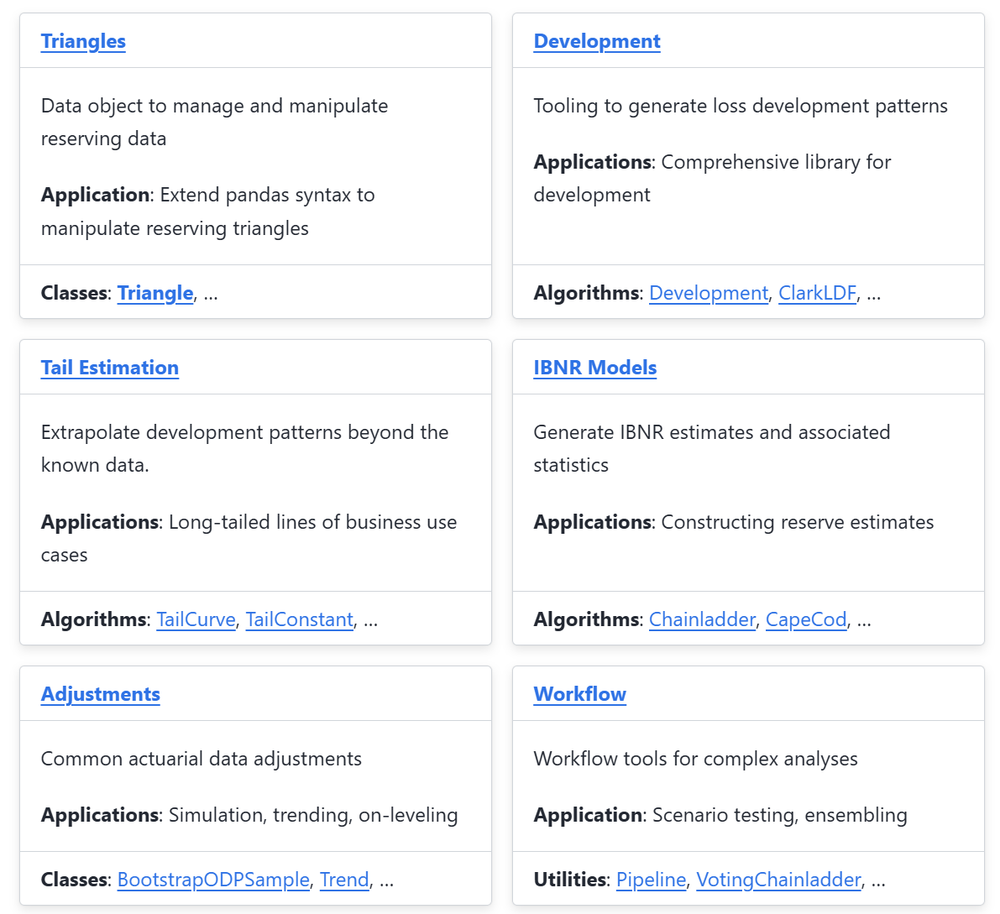 Triangles
Data object to manage and manipulate
reserving data
Application: Extend pandas syntax to
manipulate reserving triangles
Classes: Triangle, ...
Development
Tooling to generate loss development patterns
Applications: Comprehensive library for
development
Algorithms: Development, ClarkLDF, ...
Tail Estimation
Extrapolate development patterns beyond the
known data.
Applications: Long-tailed lines of business use
cases
Algorithms: TailCurve, TailConstant, ...
IBNR Models
Generate IBNR estimates and associated
statistics
Applications: Constructing reserve estimates
Algorithms: Chainladder, CapeCod, ...
Adjustments
Common actuarial data adjustments
Applications: Simulation, trending, on-leveling
Classes: BootstrapODPSample, Trend, ...
Workflow
Workflow tools for complex analyses
Application: Scenario testing, ensembling
Utilities: Pipeline, VotingChainladder, ...